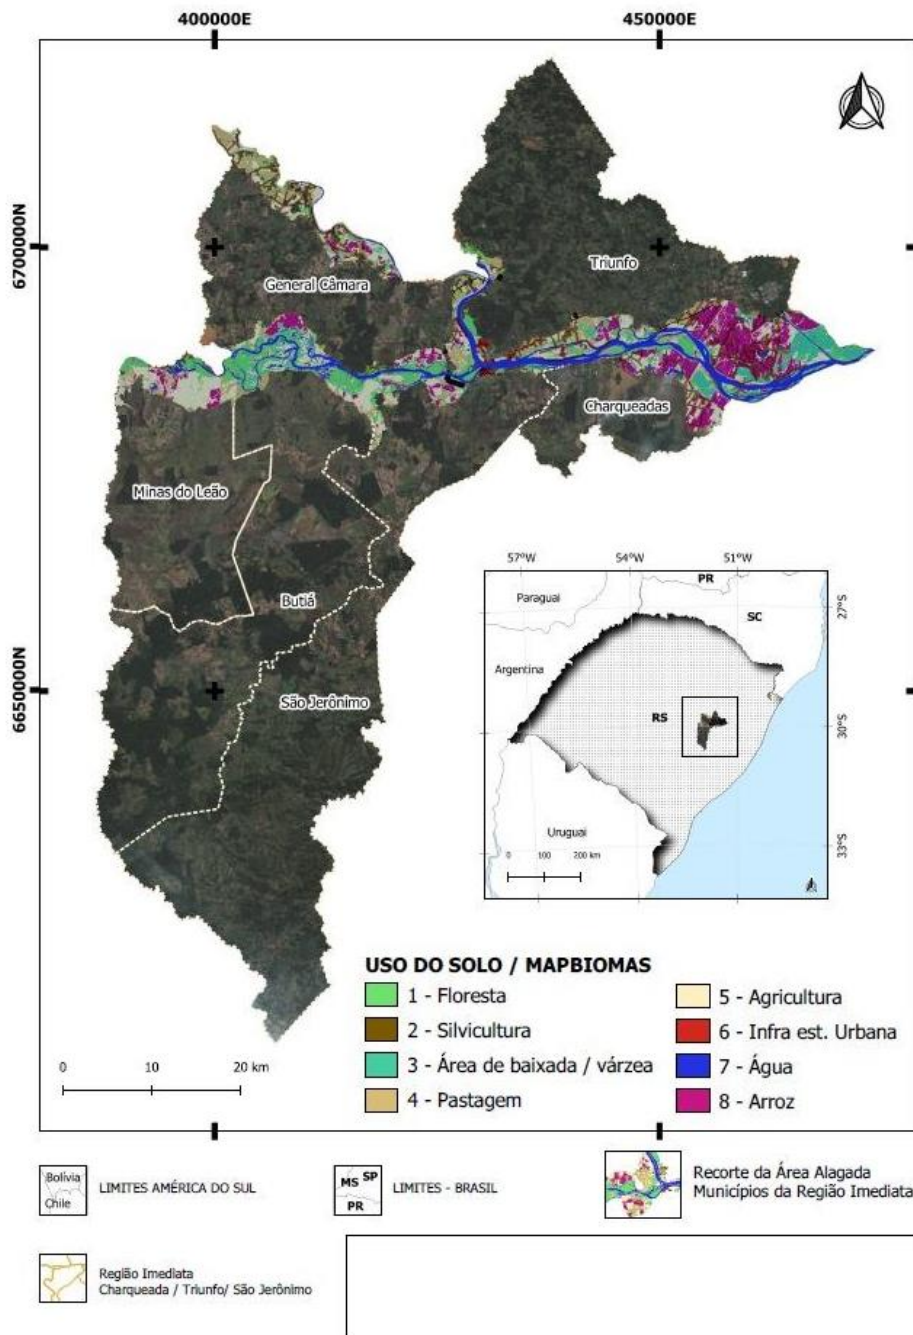 400000E
450000E
6700000N
Triunfo
General Câmara
Charqueadas
Minas do Leão
Butiá
6650000N
São Jerônimo
57°W
54°W
51°W
PR
27°S
Paraguai
SC
Argentina
RS
30°S
Uruguai
0 100 200 km
33°S
USO DO SOLO / MAPBIOMAS
1 - Floresta
2 - Silvicultura
3 - Área de baixada / várzea
4 - Pastagem
5 - Agricultura
6 - Infra est. Urbana
7 - Água
8 - Arroz
0 10 20 km
Bolívia
Chile
LIMITES AMÉRICA DO SUL
MS SP
PR
LIMITES - BRASIL
Recorte da Área Alagada
Municípios da Região Imediata
Região Imediata
Charqueada / Triunfo/ São Jerônimo